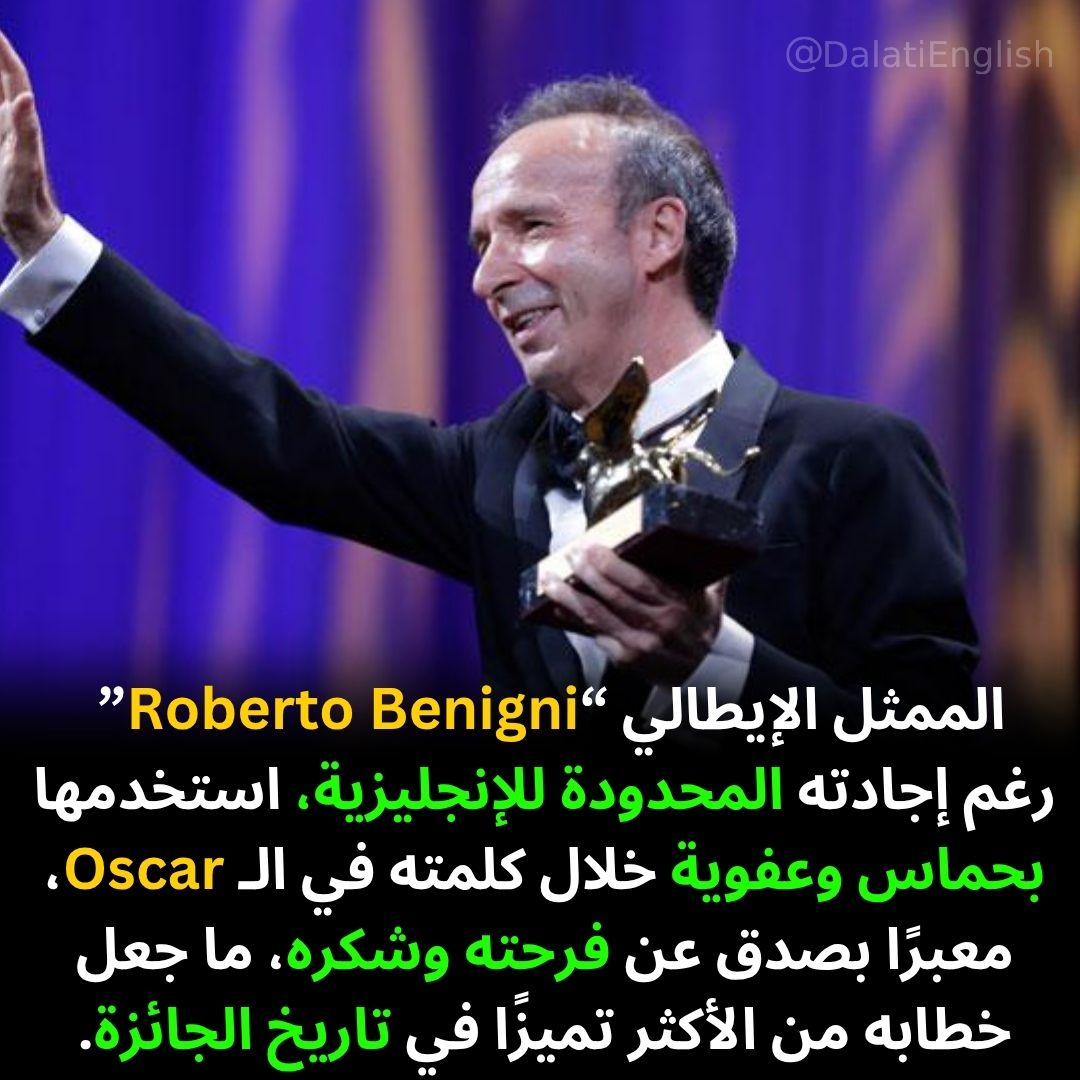 @DalatiEnglish
الممثل الإيطالي “Roberto Benigni”
رغم إجادته المحدودة للإنجليزية، استخدمها
بحماس وعفوية خلال كلمته في الـ Oscar،
معبرًا بصدق عن فرحته وشكره، ما جعل
خطابه من الأكثر تميزًا في تاريخ الجائزة.